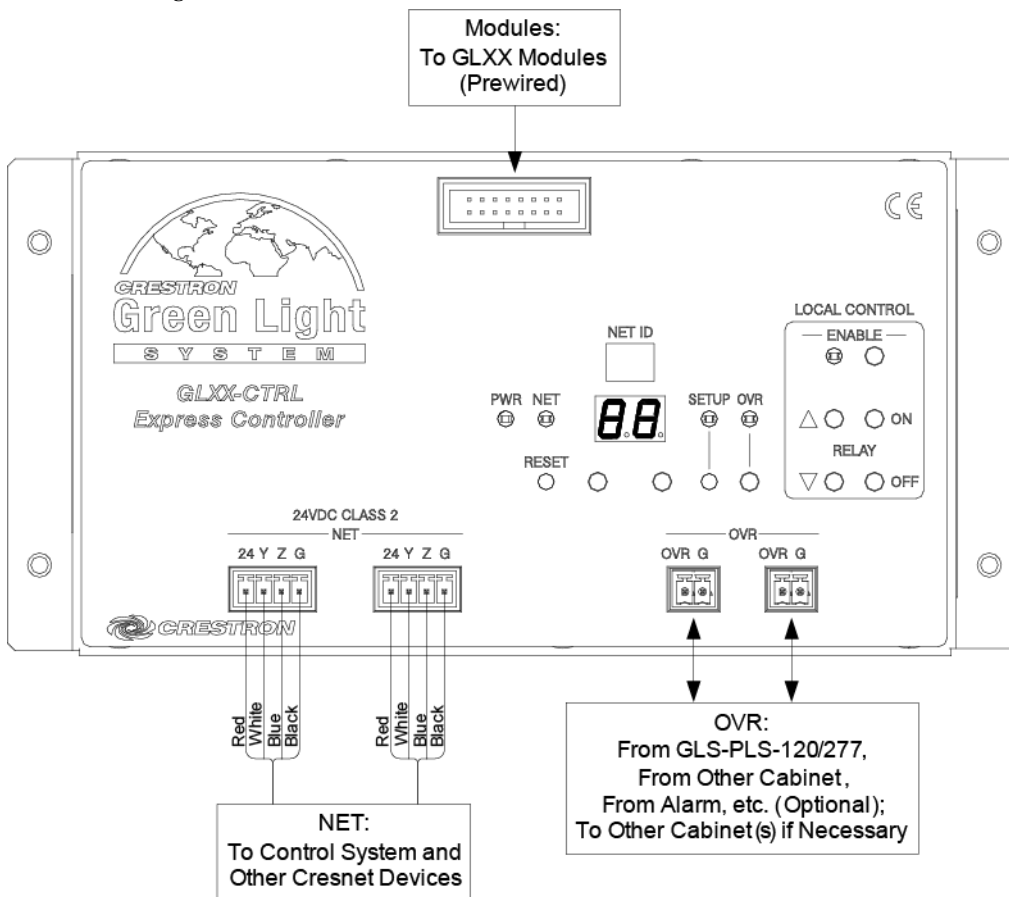 Modules:
To GLXX Modules
(Prewired)
CE
CRESTRON
Green Light
SYSTEM
GLXX-CTRL
Express Controller
LOCAL CONTROL
ENABLE
NET ID
PWR NET
88
SETUP OVR
ON
RELAY
OFF
RESET
24VDC CLASS 2
NET
24 Y Z G
24 Y Z G
OVR
OVR G
OVR G
CRESTRON
Red
White
Blue
Black
Red
White
Blue
Black
NET:
To Control System and
Other Cresnet Devices
OVR:
From GLS-PLS-120/277,
From Other Cabinet,
From Alarm, etc. (Optional);
To Other Cabinet(s) if Necessary